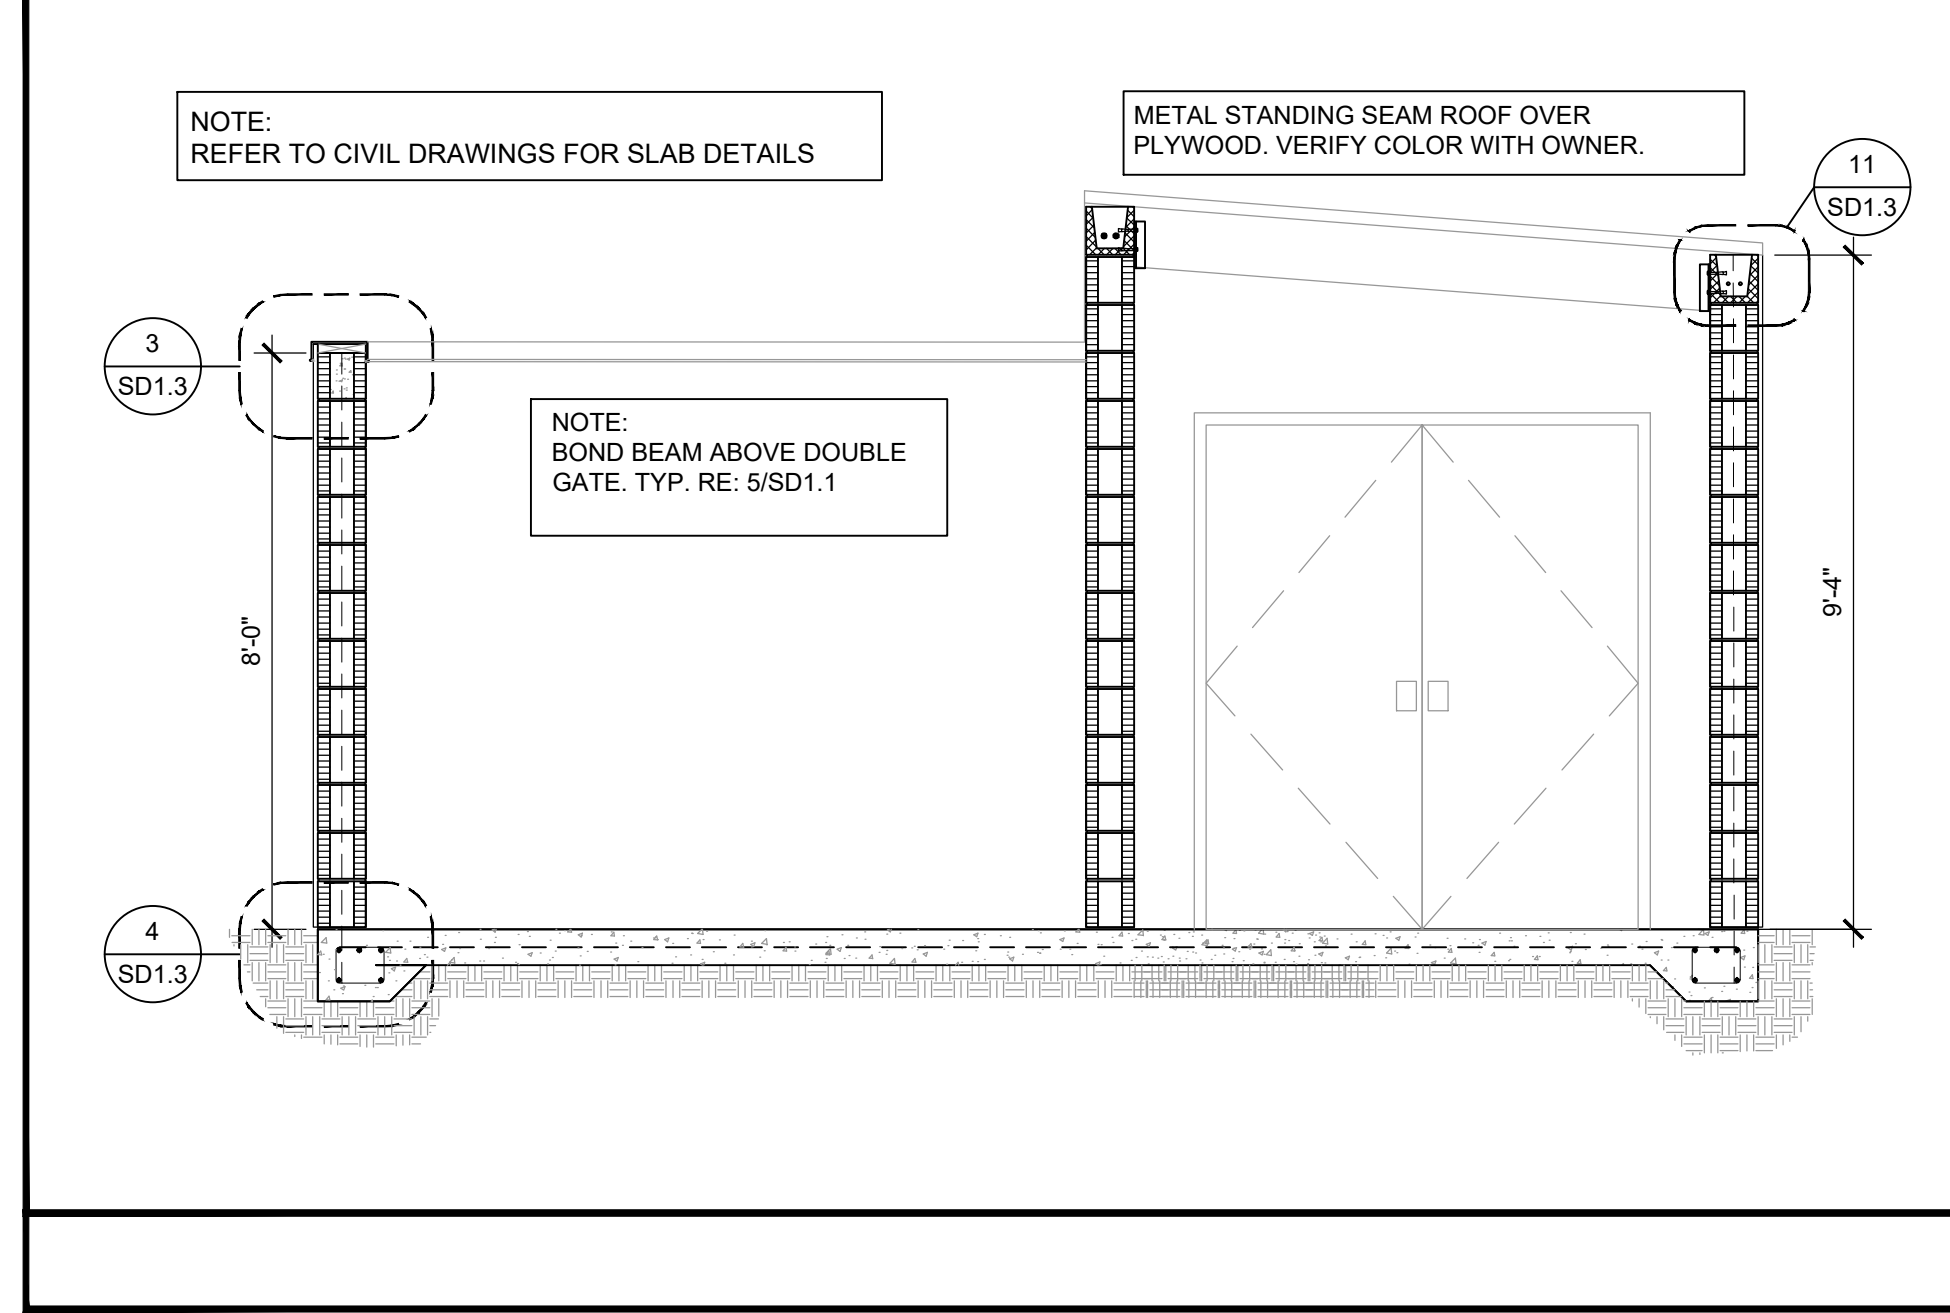 NOTE:
REFER TO CIVIL DRAWINGS FOR SLAB DETAILS
METAL STANDING SEAM ROOF OVER
PLYWOOD. VERIFY COLOR WITH OWNER.
11
SD1.3
3
SD1.3
NOTE:
BOND BEAM ABOVE DOUBLE
GATE. TYP. RE: 5/SD1.1
8'-0"
9'-4"
4
SD1.3